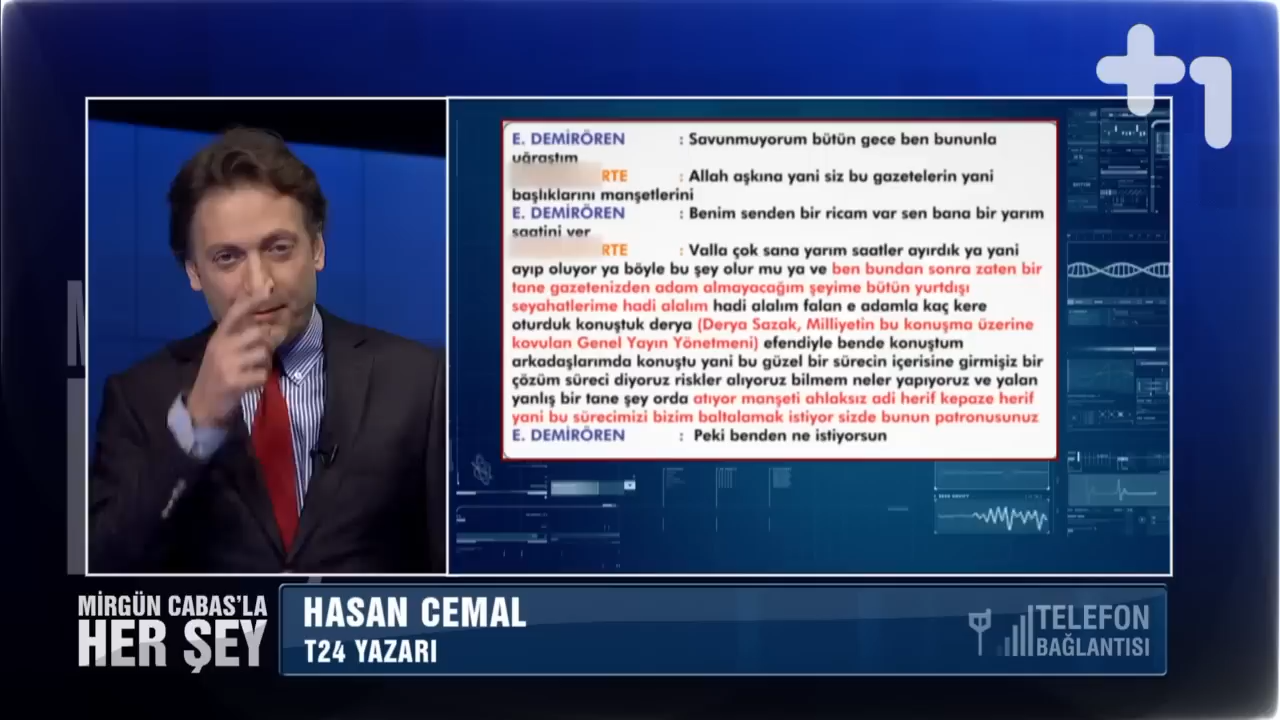 +1
E. DEMİRÖREN : Savunmuyorum bütün gece ben bununla
uğraştım
RTE : Allah aşkına yani siz bu gazetelerin yani
başlıklarını manşetlerini
E. DEMİRÖREN : Benim senden bir ricam var sen bana bir yarım
saatini ver
RTE : Valla çok sana yarım saatler ayırdık ya yani
ayıp oluyor ya böyle bu şey olur mu ya ve ben bundan sonra zaten bir
tane gazetenizden adam almayacağım şeyime bütün yurtdışı
seyahatlerime hadi alalım hadi alalım falan e adamla kaç kere
oturduk konuştuk derya (Derya Sazak, Milliyetin bu konuşma üzerine
kovulan Genel Yayın Yönetmeni) efendiyle bende konuştum
arkadaşlarımda konuştu yani bu güzel bir sürecin içerisine girmişiz bir
çözüm süreci diyoruz riskler alıyoruz bilmem neler yapıyoruz ve yalan
yanlış bir tane şey orda atıyor manşeti ahlaksız adi herif kepaze herif
yani bu sürecimizi bizim baltalamak istiyor sizde bunun patronusunuz
E. DEMİRÖREN : Peki benden ne istiyorsun
MİRGÜN CABAS'LA
HER ŞEY
HASAN CEMAL
T24 YAZARI
TELEFON
BAĞLANTISI